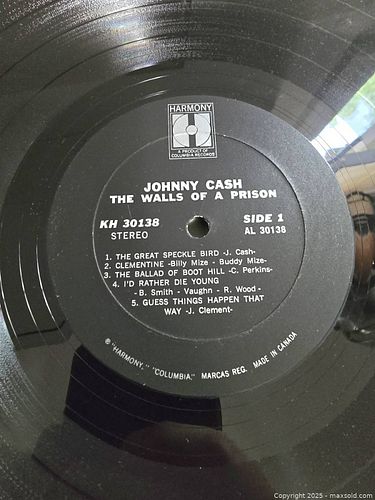 HARMONY
A PRODUCT OF
COLUMBIA RECORDS
JOHNNY CASH
THE WALLS OF A PRISON
KH 30138 SIDE 1
STEREO AL 30138
1. THE GREAT SPECKLE BIRD -J. Cash-
2. CLEMENTINE -Billy Mize - Buddy Mize-
3. THE BALLAD OF BOOT HILL -C. Perkins-
4. I'D RATHER DIE YOUNG
- B. Smith - Vaughn - R. Wood -
5. GUESS THINGS HAPPEN THAT
WAY -J. Clement-
® "HARMONY," "COLUMBIA," MARCAS REG. MADE IN CANADA
Copyright 2025 - maxsold.com